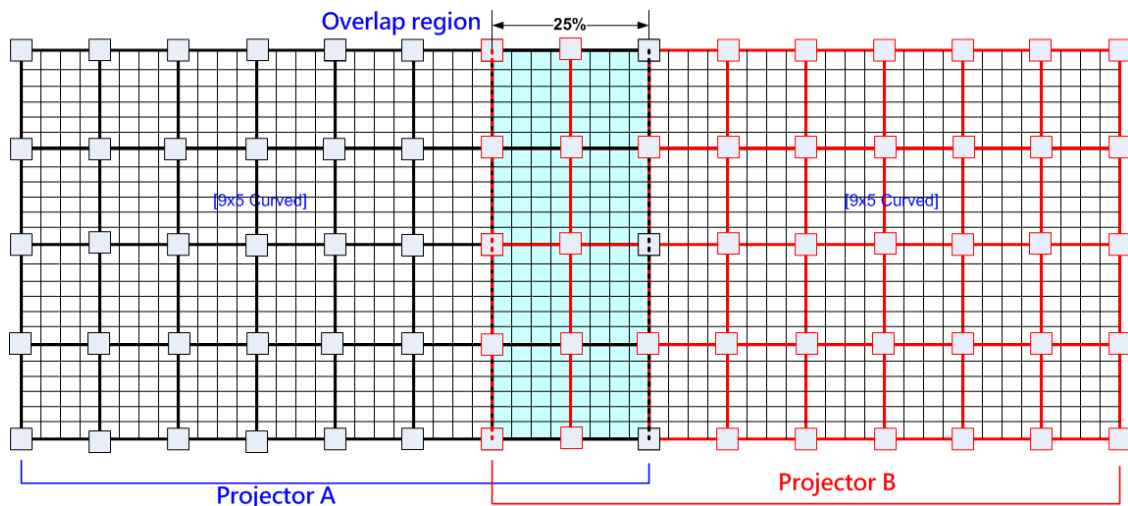 Overlap region
25%
[9x5 Curved]
[9x5 Curved]
Projector A
Projector B